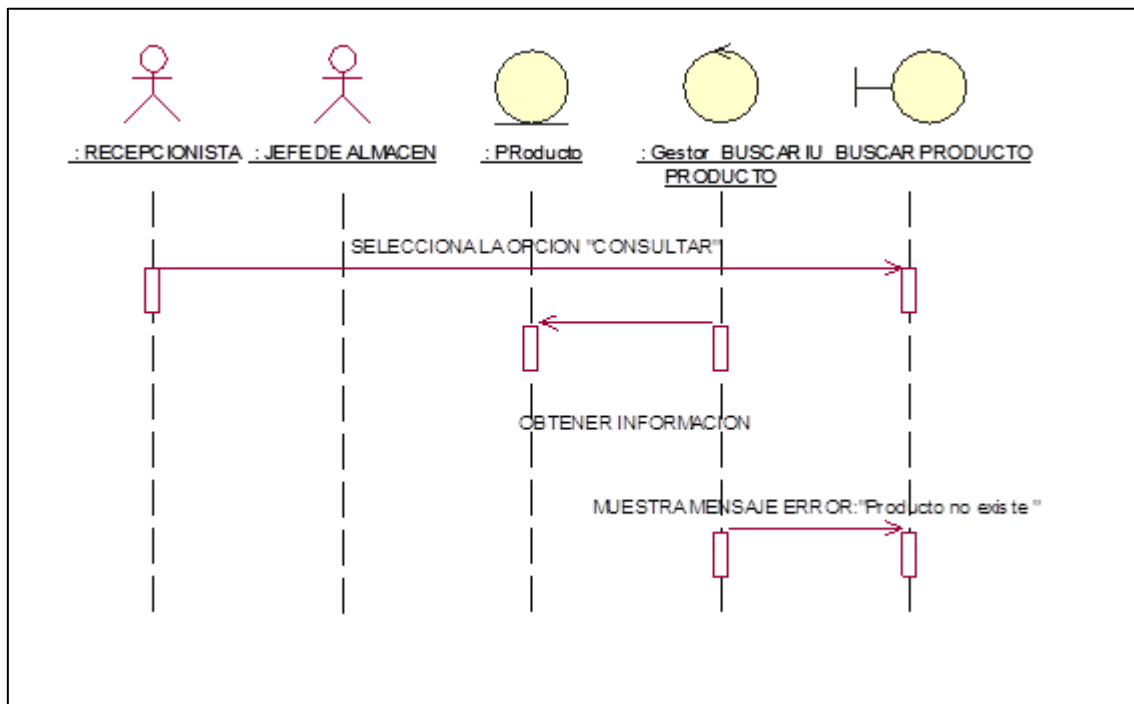 : RECEPCIONISTA
: JEFE DE ALMACEN
: PRoducto
: Gestor BUSCAR
PRODUCTO
IU BUSCAR PRODUCTO
SELECCIONA LA OPCION "CONSULTAR"
OBTENER INFORMACION
MUESTRA MENSAJE ERROR:"Producto no existe "